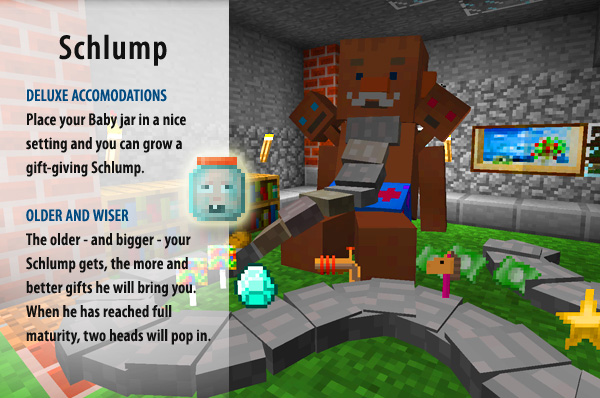 Schlump
DELUXE ACCOMODATIONS
Place your Baby jar in a nice
setting and you can grow a
gift-giving Schlump.
OLDER AND WISER
The older - and bigger - your
Schlump gets, the more and
better gifts he will bring you.
When he has reached full
maturity, two heads will pop in.